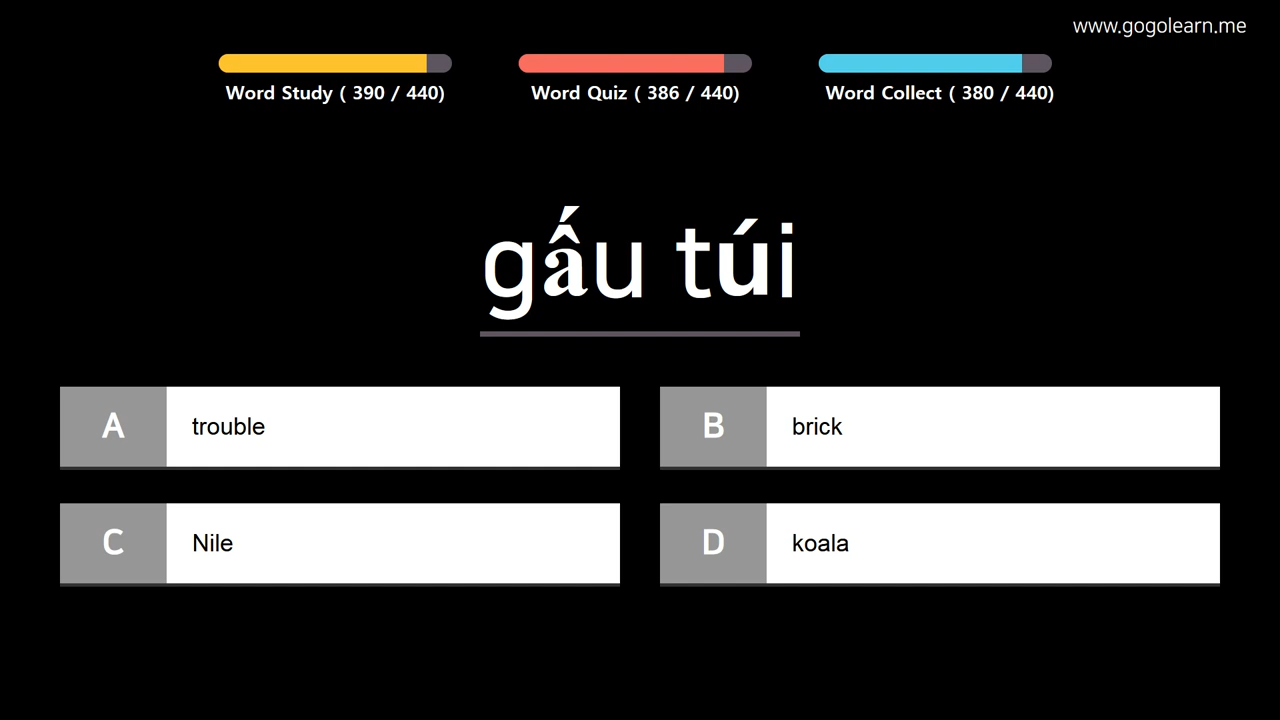 www.gogolearn.me
Word Study ( 390 / 440)
Word Quiz ( 386 / 440)
Word Collect ( 380 / 440)
gấu túi
A trouble
B brick
C Nile
D koala